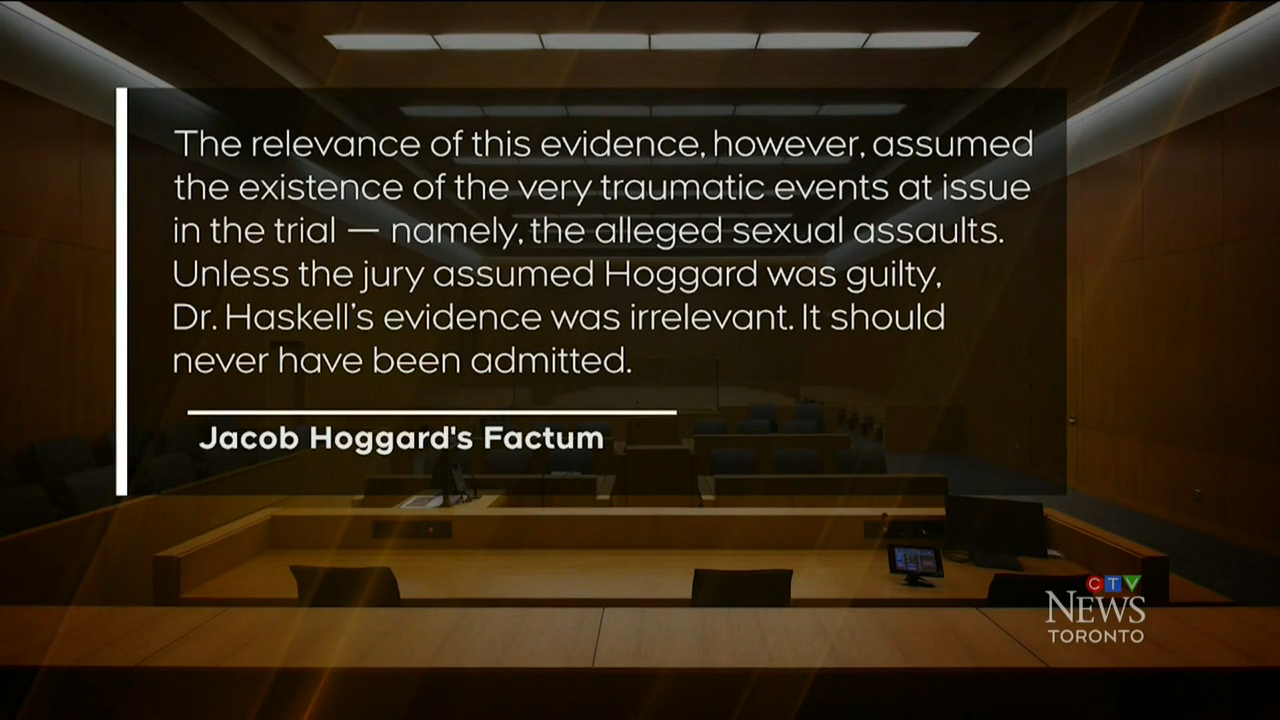 The relevance of this evidence, however, assumed
the existence of the very traumatic events at issue
in the trial — namely, the alleged sexual assaults.
Unless the jury assumed Hoggard was guilty,
Dr. Haskell's evidence was irrelevant. It should
never have been admitted.
Jacob Hoggard's Factum
CTV
NEWS
TORONTO